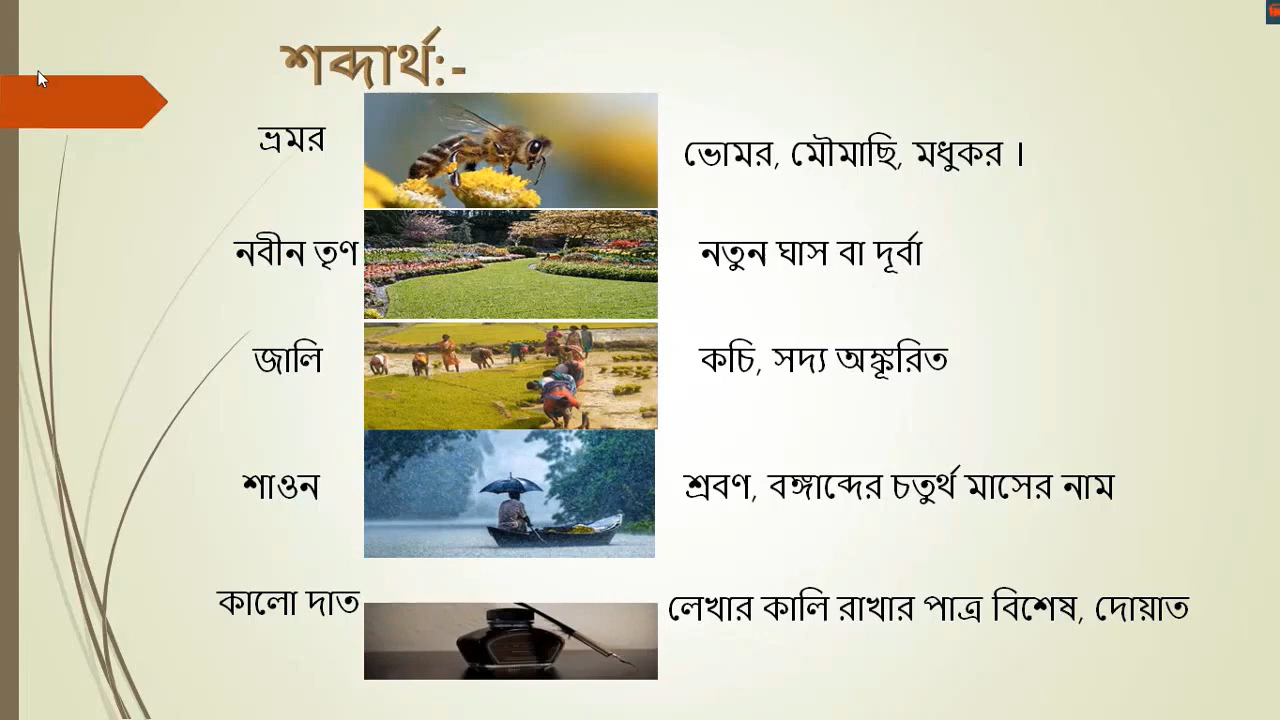 শব্দার্থ:-
ভ্রমর ভোমর, মৌমাছি, মধুকর ।
নবীন তৃণ নতুন ঘাস বা দূর্বা
জালি কচি, সদ্য অঙ্কূরিত
শাওন শ্রবণ, বঙ্গাব্দের চতুর্থ মাসের নাম
কালো দাত লেখার কালি রাখার পাত্র বিশেষ, দোয়াত